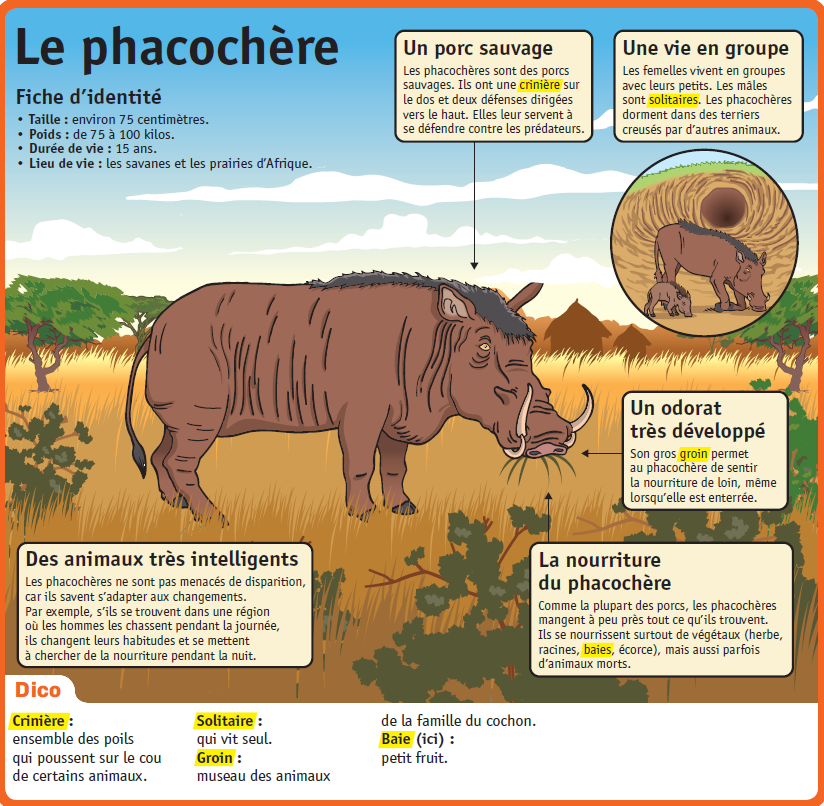 Le phacochère
Fiche d'identité
• Taille : environ 75 centimètres.
• Poids : de 75 à 100 kilos.
• Durée de vie : 15 ans.
• Lieu de vie : les savanes et les prairies d'Afrique.
Un porc sauvage
Les phacochères sont des porcs
sauvages. Ils ont une crinière sur
le dos et deux défenses dirigées
vers le haut. Elles leur servent à
se défendre contre les prédateurs.
Une vie en groupe
Les femelles vivent en groupes
avec leurs petits. Les mâles
sont solitaires. Les phacochères
dorment dans des terriers
creusés par d'autres animaux.
Un odorat
très développé
Son gros groin permet
au phacochère de sentir
la nourriture de loin, même
lorsqu'elle est enterrée.
Des animaux très intelligents
Les phacochères ne sont pas menacés de disparition,
car ils savent s'adapter aux changements.
Par exemple, s'ils se trouvent dans une région
où les hommes les chassent pendant la journée,
ils changent leurs habitudes et se mettent
à chercher de la nourriture pendant la nuit.
La nourriture
du phacochère
Comme la plupart des porcs, les phacochères
mangent à peu près tout ce qu'ils trouvent.
Ils se nourrissent surtout de végétaux (herbe,
racines, baies, écorce), mais aussi parfois
d'animaux morts.
Dico
Crinière :
ensemble des poils
qui poussent sur le cou
de certains animaux.
Solitaire :
qui vit seul.
Groin :
museau des animaux
de la famille du cochon.
Baie (ici) :
petit fruit.